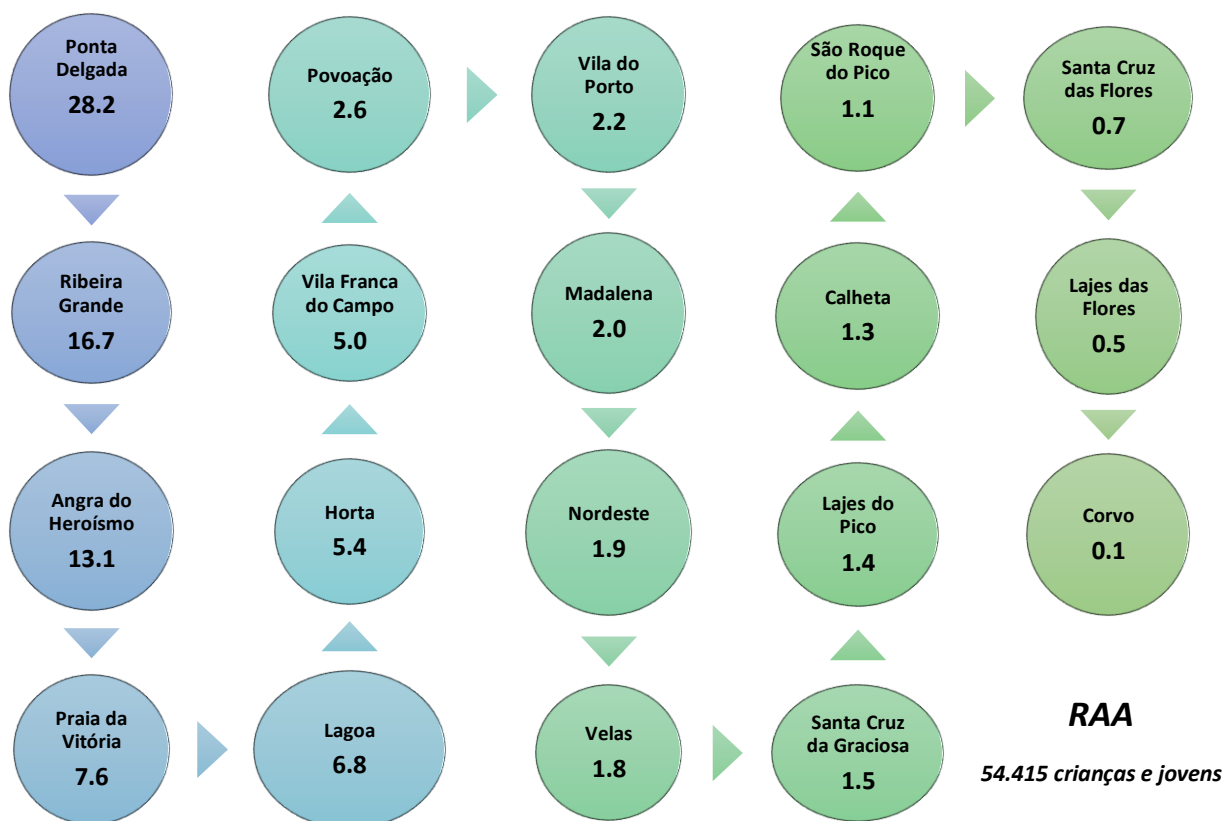 Ponta
Delgada
28.2
Ribeira
Grande
16.7
Angra do
Heroísmo
13.1
Praia da
Vitória
7.6
Lagoa
6.8
Horta
5.4
Vila Franca
do Campo
5.0
Povoação
2.6
Vila do
Porto
2.2
Madalena
2.0
Nordeste
1.9
Velas
1.8
Santa Cruz
da Graciosa
1.5
Lajes do
Pico
1.4
Calheta
1.3
São Roque
do Pico
1.1
Santa Cruz
das Flores
0.7
Lajes das
Flores
0.5
Corvo
0.1
RAA
54.415 crianças e jovens